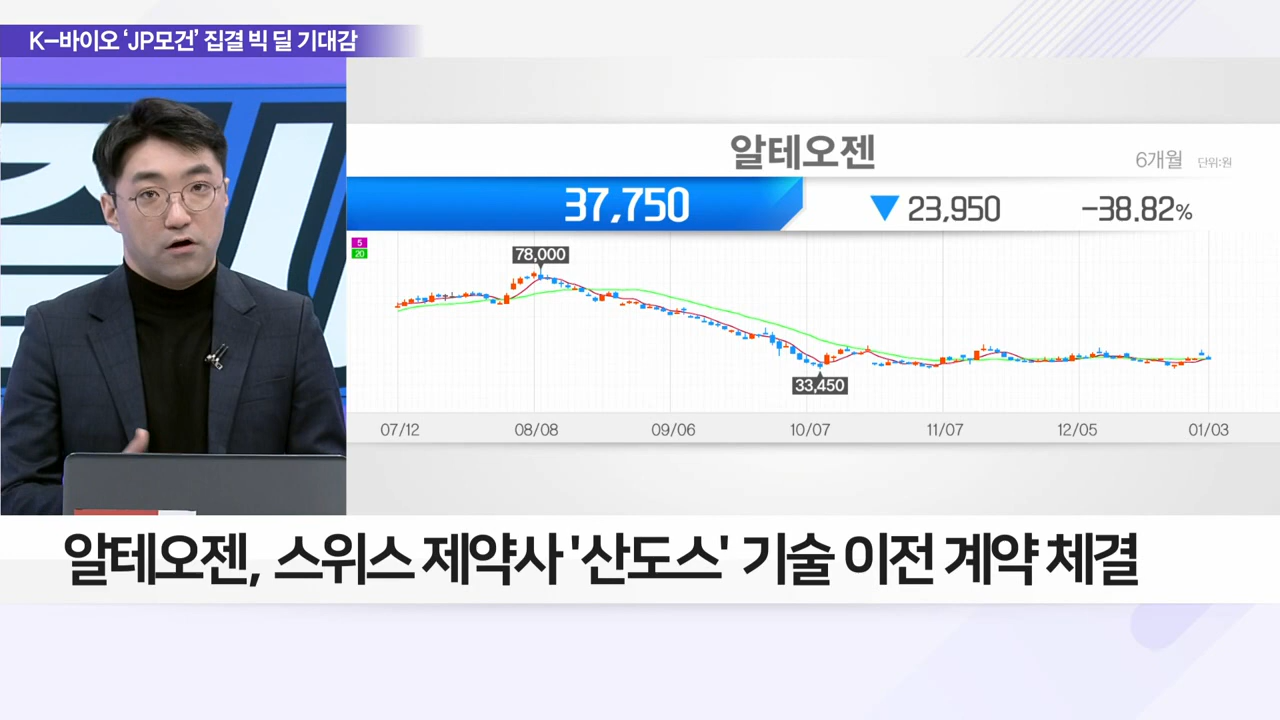 K-바이오 ‘JP모건’ 집결 빅 딜 기대감
알테오젠
6개월 단위:원
37,750 ▼ 23,950 -38.82%
5
20
78,000
33,450
07/12 08/08 09/06 10/07 11/07 12/05 01/03
알테오젠, 스위스 제약사 '산도스' 기술 이전 계약 체결